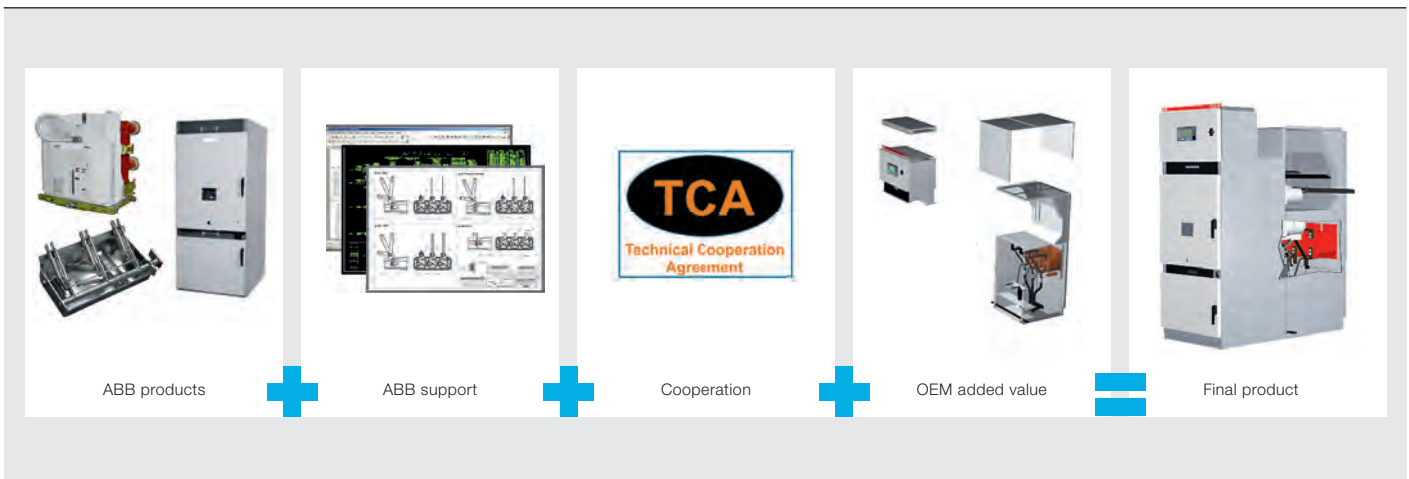 TCA
Technical Cooperation
Agreement
ABB products
ABB support
Cooperation
OEM added value
Final product